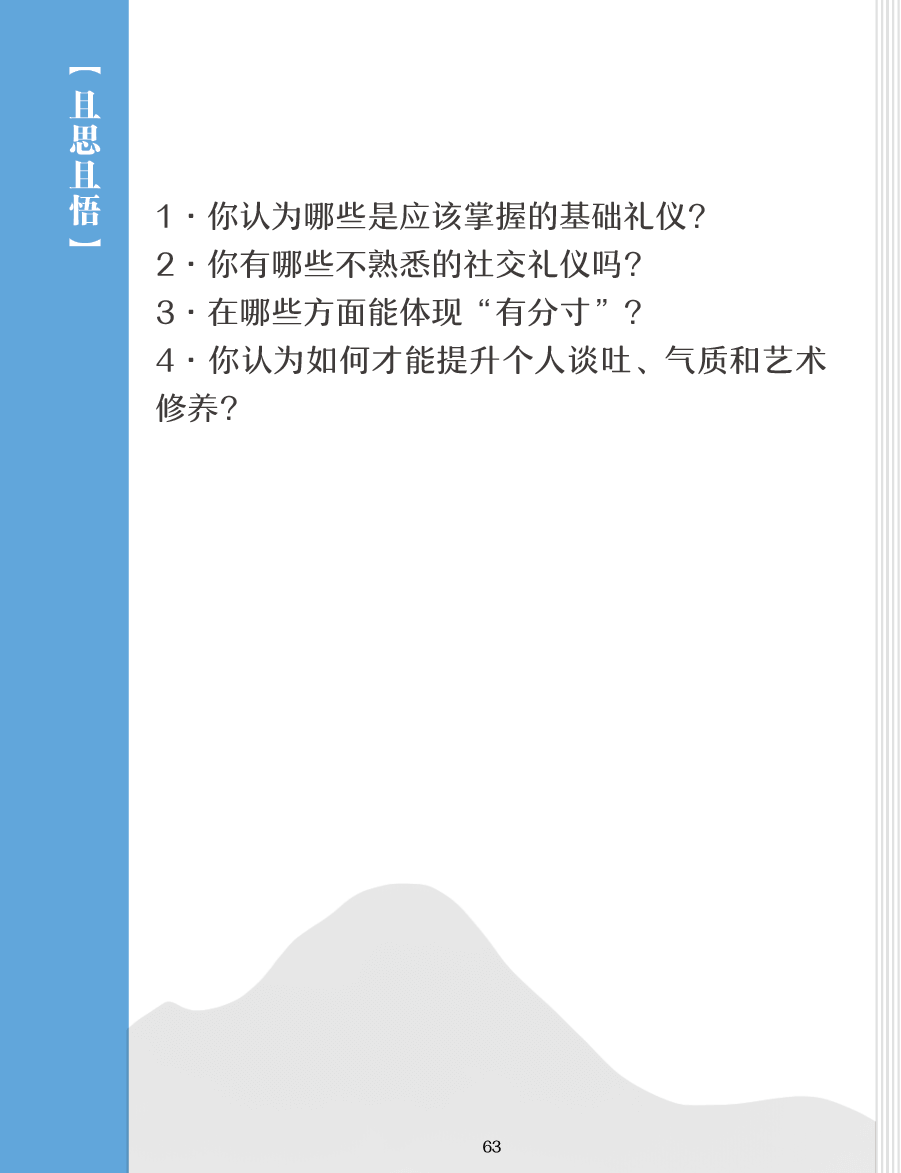 【且思且悟】
1·你认为哪些是应该掌握的基础礼仪？
2·你有哪些不熟悉的社交礼仪吗？
3·在哪些方面能体现“有分寸”？
4·你认为如何才能提升个人谈吐、气质和艺术
修养？
63